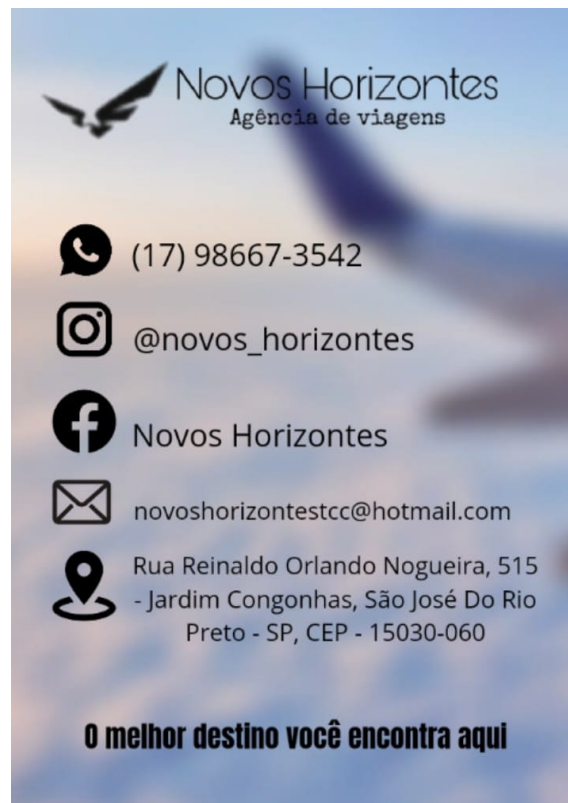 Novos Horizontes
Agência de viagens
(17) 98667-3542
@novos_horizontes
Novos Horizontes
novoshorizontestcc@hotmail.com
Rua Reinaldo Orlando Nogueira, 515
- Jardim Congonhas, São José Do Rio
Preto - SP, CEP - 15030-060
O melhor destino você encontra aqui